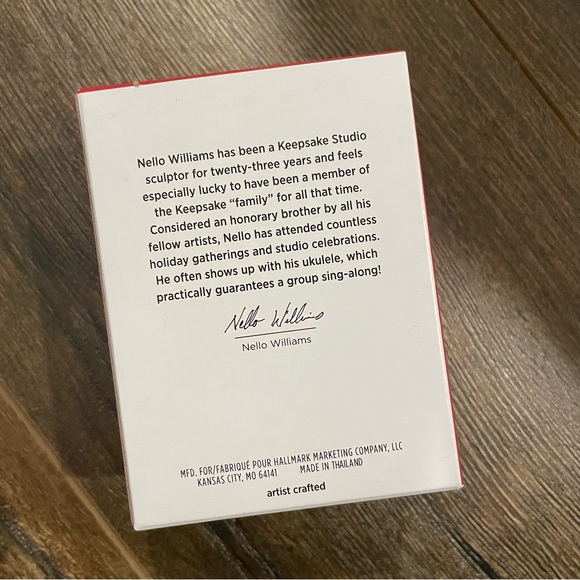 Nello Williams has been a Keepsake Studio
sculptor for twenty-three years and feels
especially lucky to have been a member of
the Keepsake “family” for all that time.
Considered an honorary brother by all his
fellow artists, Nello has attended countless
holiday gatherings and studio celebrations.
He often shows up with his ukulele, which
practically guarantees a group sing-along!
Nello Williams
Nello Williams
MFD. FOR/FABRIQUÉ POUR HALLMARK MARKETING COMPANY, LLC
KANSAS CITY, MO 64141 MADE IN THAILAND
artist crafted